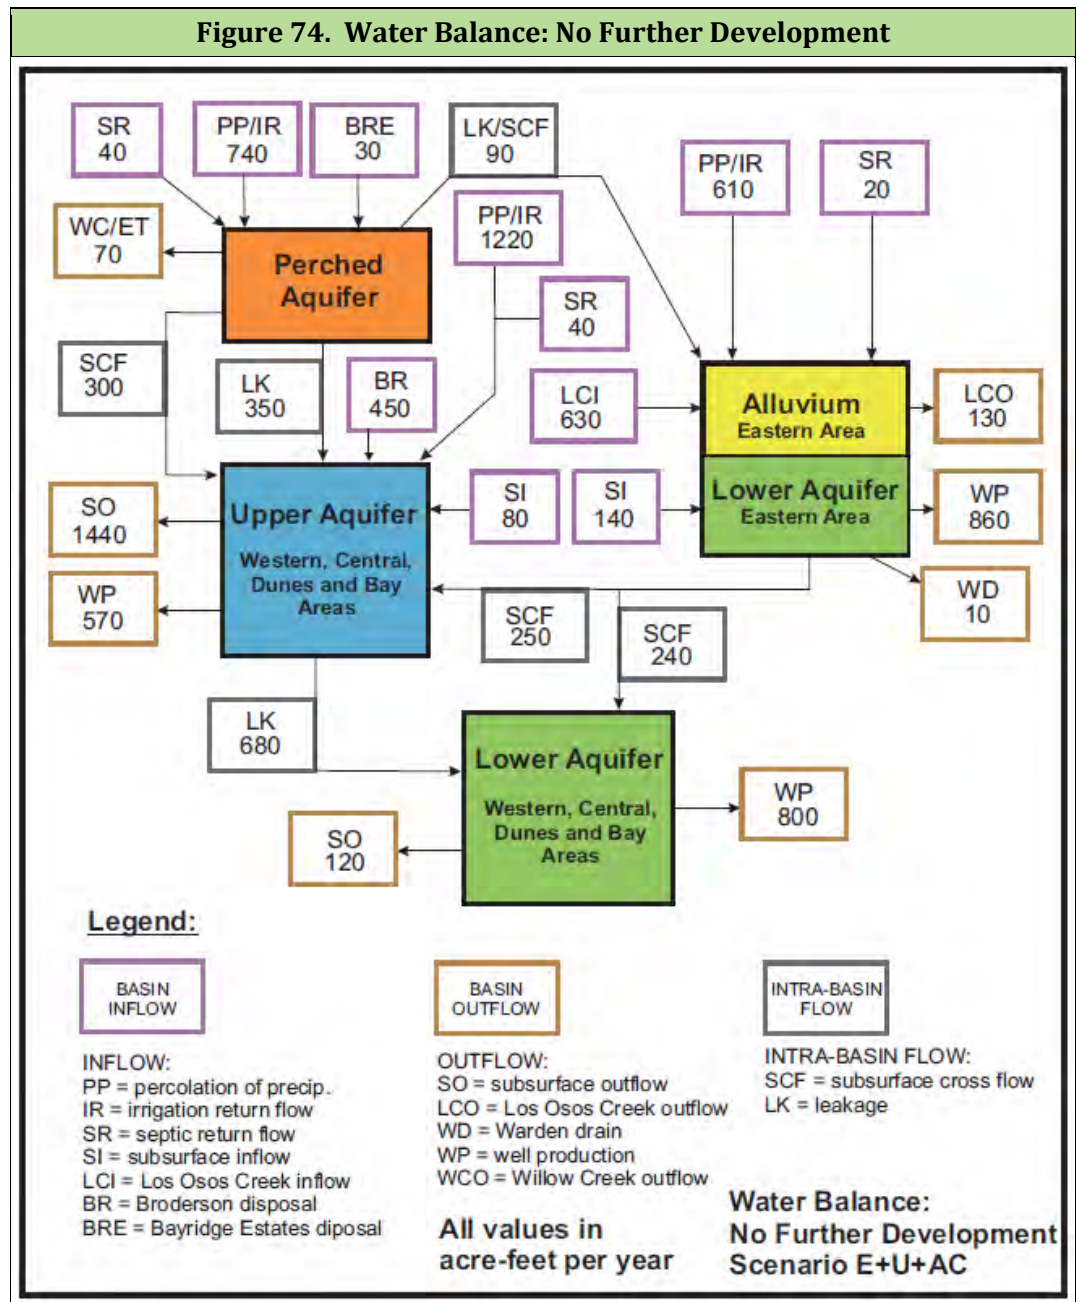 Figure 74.  Water Balance: No Further Development
SR
40
PP/IR
740
BRE
30
LK/SCF
90
PP/IR
610
SR
20
WC/ET
70
PP/IR
1220
Perched
Aquifer
SR
40
SCF
300
LK
350
BR
450
LCI
630
Alluvium
Eastern Area
LCO
130
SO
1440
Upper Aquifer
Western, Central,
Dunes and Bay
Areas
SI
80
SI
140
Lower Aquifer
Eastern Area
WP
860
WP
570
SCF
250
SCF
240
WD
10
LK
680
Lower Aquifer
Western, Central,
Dunes and Bay
Areas
WP
800
SO
120
Legend:
BASIN
INFLOW
BASIN
OUTFLOW
INTRA-BASIN
FLOW
INFLOW:
PP = percolation of precip.
IR = irrigation return flow
SR = septic return flow
SI = subsurface inflow
LCI = Los Osos Creek inflow
BR = Broderson disposal
BRE = Bayridge Estates diposal
OUTFLOW:
SO = subsurface outflow
LCO = Los Osos Creek outflow
WD = Warden drain
WP = well production
WCO = Willow Creek outflow
INTRA-BASIN FLOW:
SCF = subsurface cross flow
LK = leakage
All values in
acre-feet per year
Water Balance:
No Further Development
Scenario E+U+AC